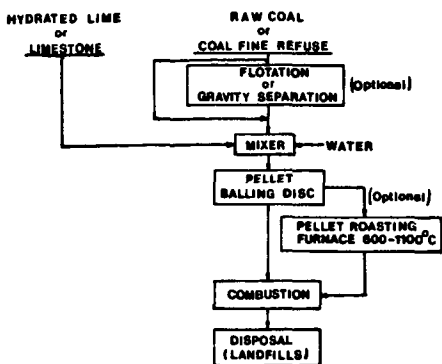 HYDRATED LIME
or
LIMESTONE
RAW COAL
or
COAL FINE REFUSE
FLOTATION
or
GRAVITY SEPARATION
(Optional)
MIXER
WATER
PELLET
BALLING DISC
(Optional)
PELLET ROASTING
FURNACE 600-1100°C
COMBUSTION
DISPOSAL
(LANDFILLS)